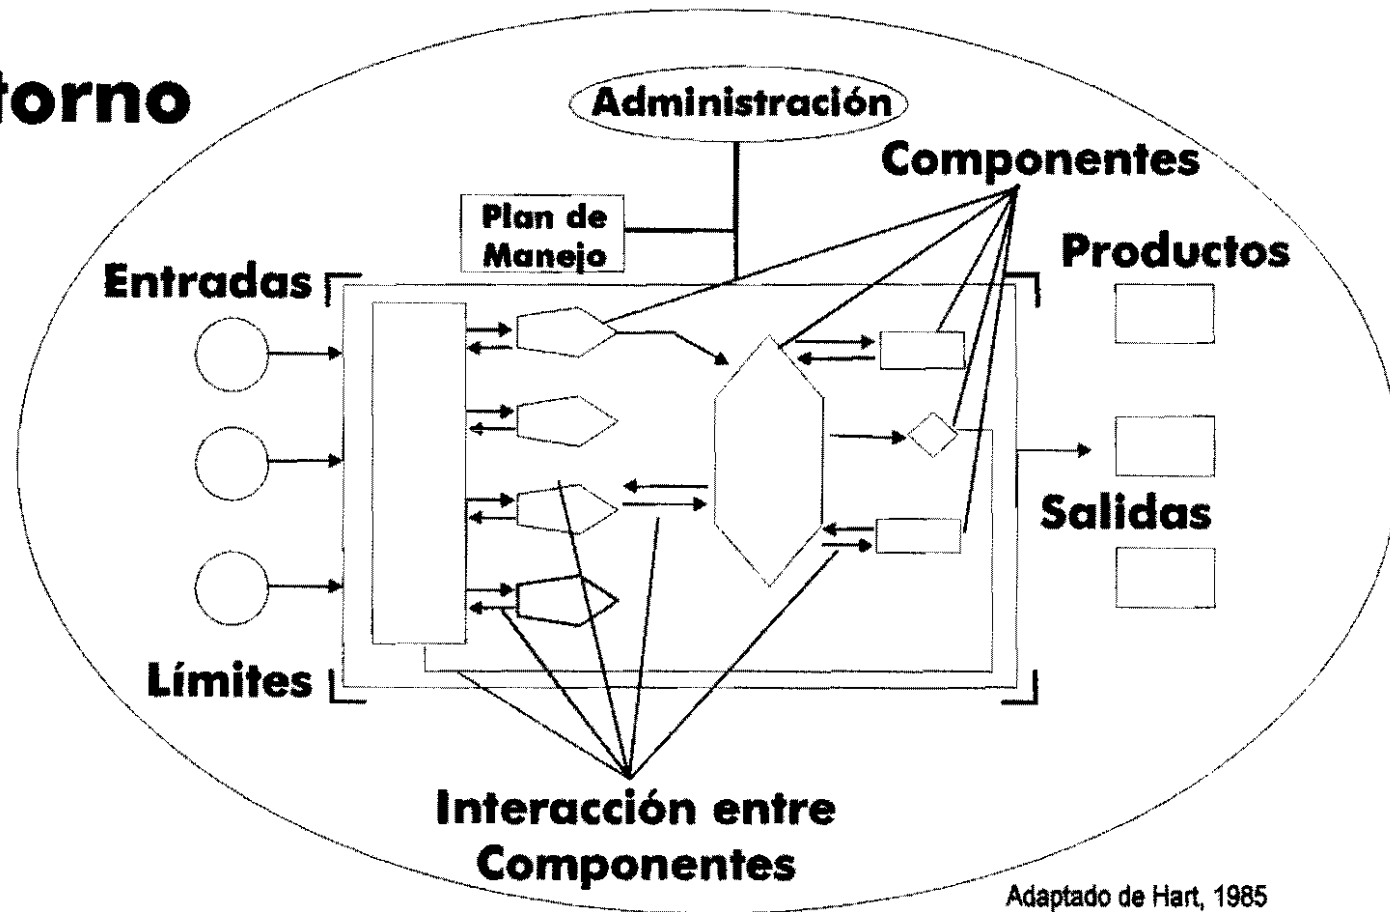 torno
Administración
Componentes
Plan de
Manejo
Productos
Entradas
Salidas
Límites
Interacción entre
Componentes
Adaptado de Hart, 1985